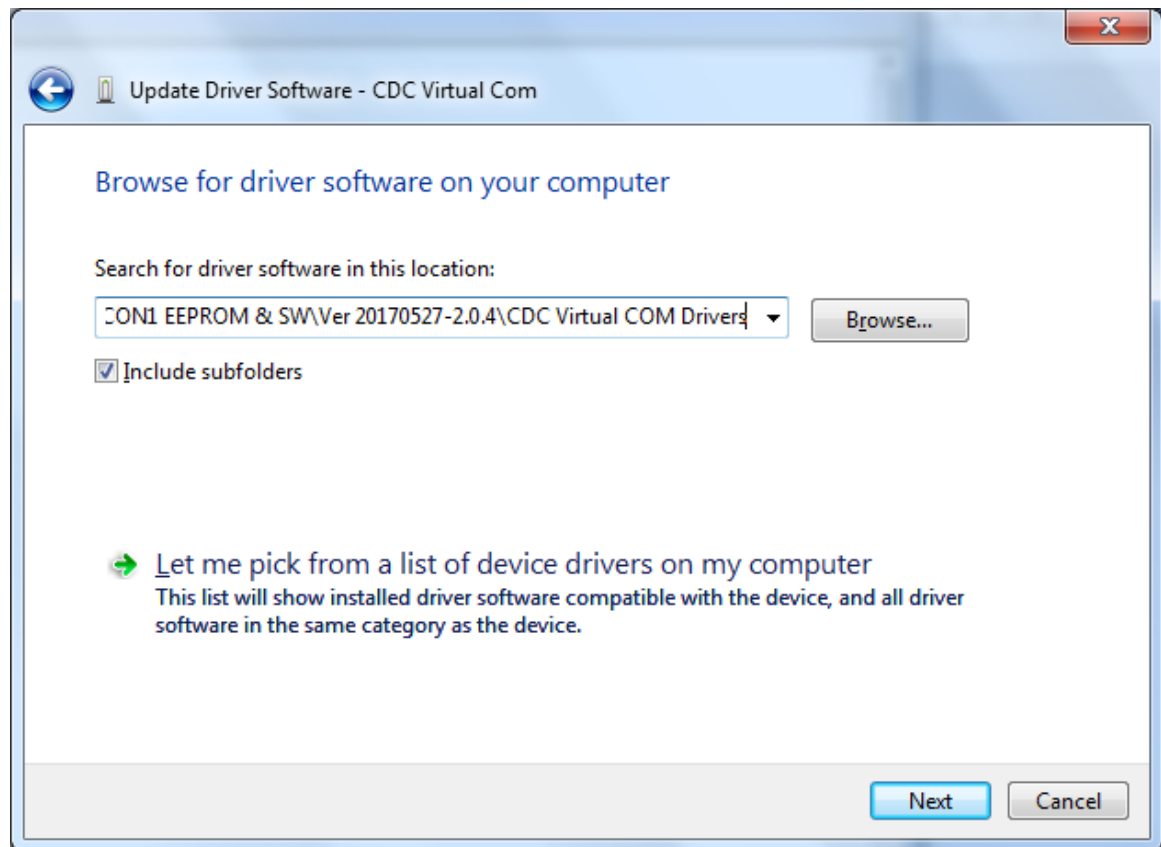 Update Driver Software - CDC Virtual Com
Browse for driver software on your computer
Search for driver software in this location:
CON1 EEPROM & SW\Ver 20170527-2.0.4\CDC Virtual COM Drivers
Browse...
Include subfolders
Let me pick from a list of device drivers on my computer
This list will show installed driver software compatible with the device, and all driver
software in the same category as the device.
Next
Cancel